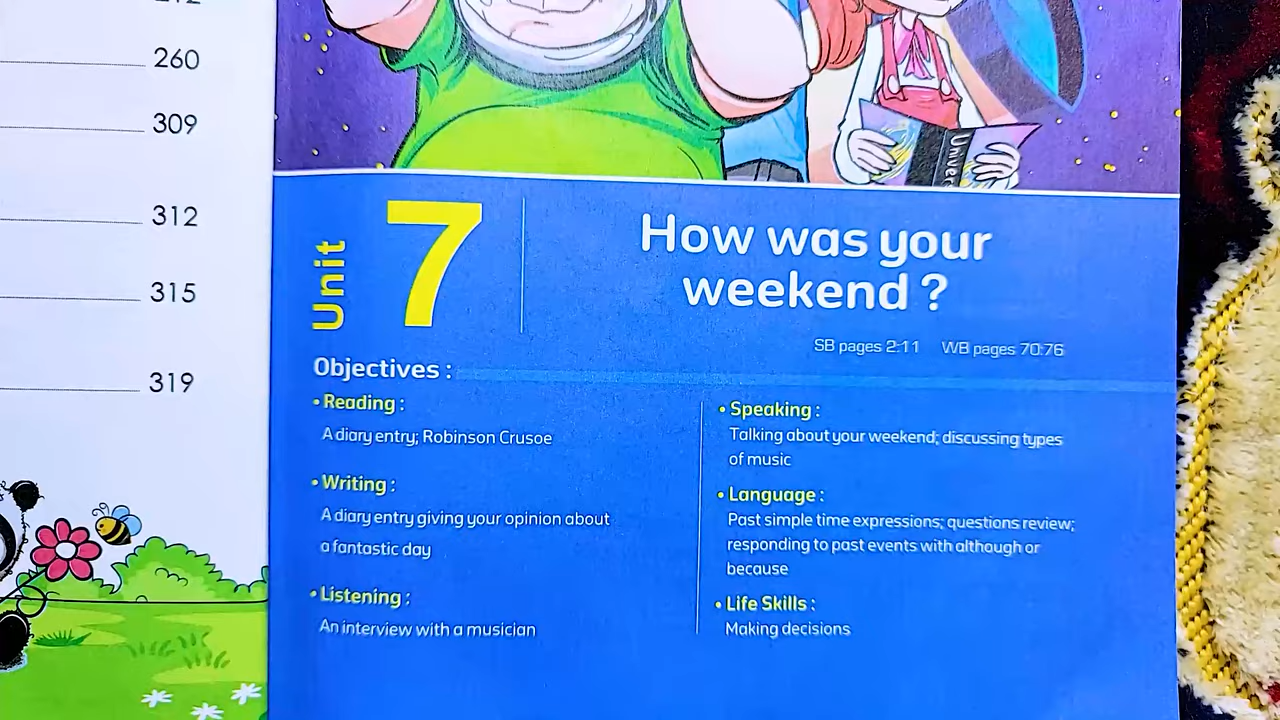 260
309
312
315
319
Univer
Unit 7
How was your
weekend ?
SB pages 2:11 WB pages 70:76
Objectives :
• Reading :
A diary entry; Robinson Crusoe
• Writing :
A diary entry giving your opinion about
a fantastic day
• Listening :
An interview with a musician
• Speaking :
Talking about your weekend; discussing types
of music
• Language :
Past simple time expressions; questions review;
responding to past events with although or
because
• Life Skills :
Making decisions